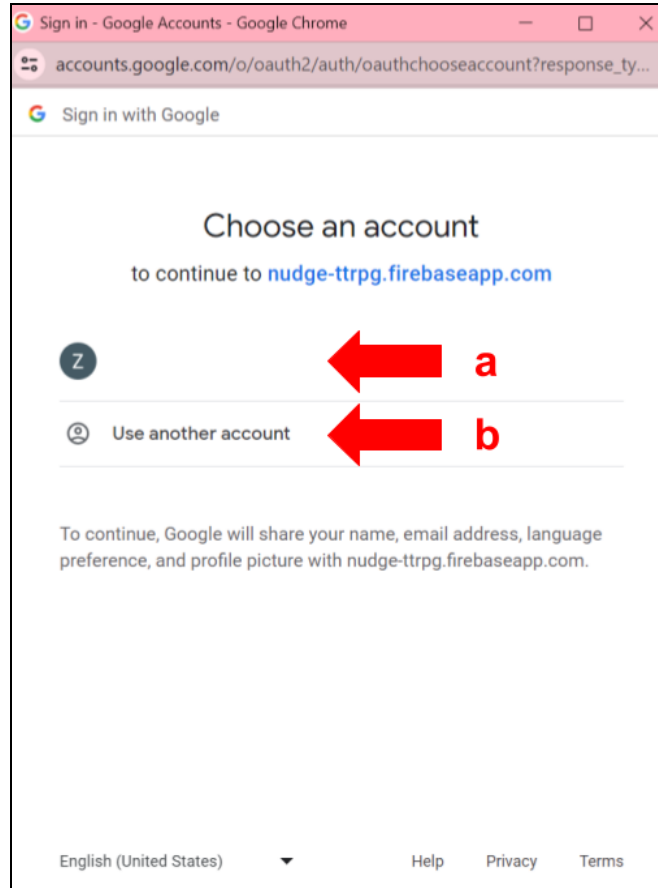 Sign in - Google Accounts - Google Chrome
accounts.google.com/o/oauth2/auth/oauthchooseaccount?response_ty...
Sign in with Google
Choose an account
to continue to nudge-ttrpg.firebaseapp.com
Z
a
Use another account
b
To continue, Google will share your name, email address, language
preference, and profile picture with nudge-ttrpg.firebaseapp.com.
English (United States) Help Privacy Terms